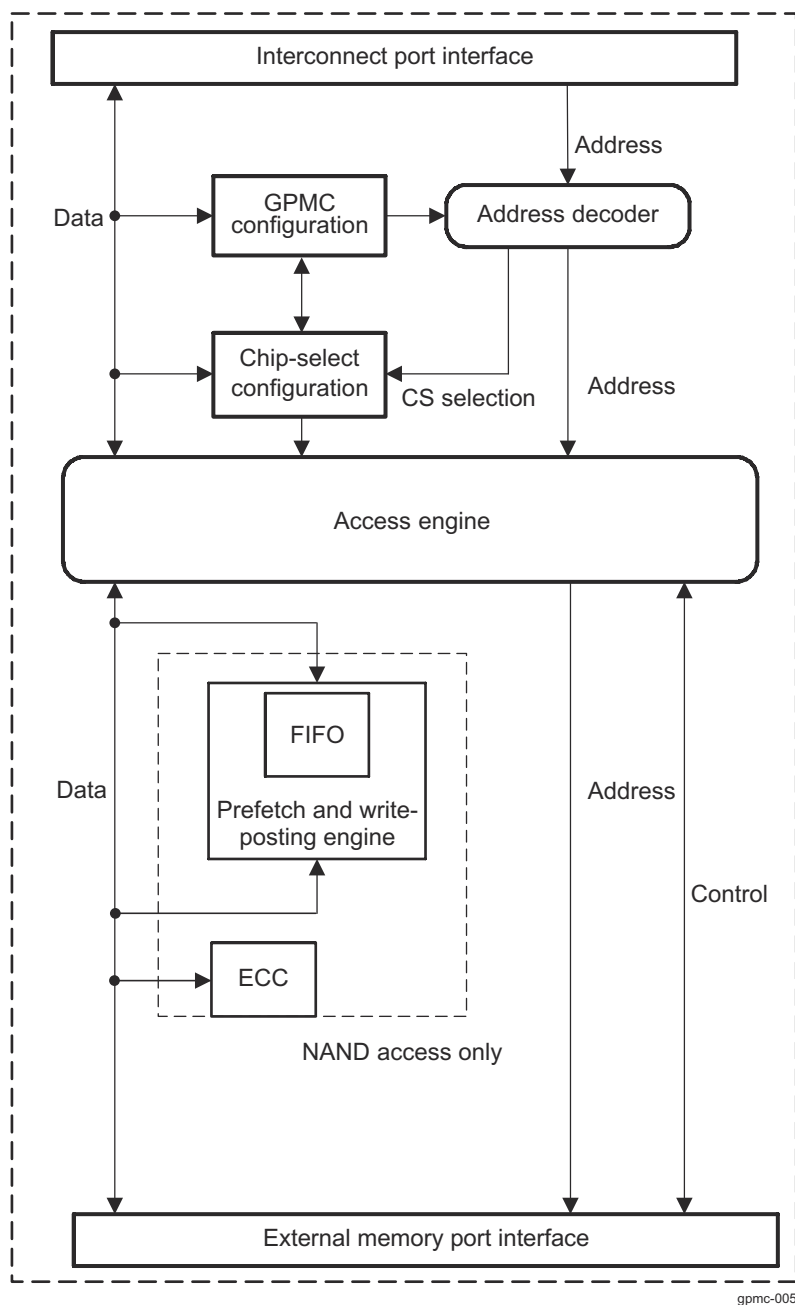 Interconnect port interface
Address
GPMC
configuration
Address decoder
Data
Chip-select
configuration
CS selection
Address
Access engine
FIFO
Prefetch and write-
posting engine
Data
Address
Control
ECC
NAND access only
External memory port interface
gpmc-005